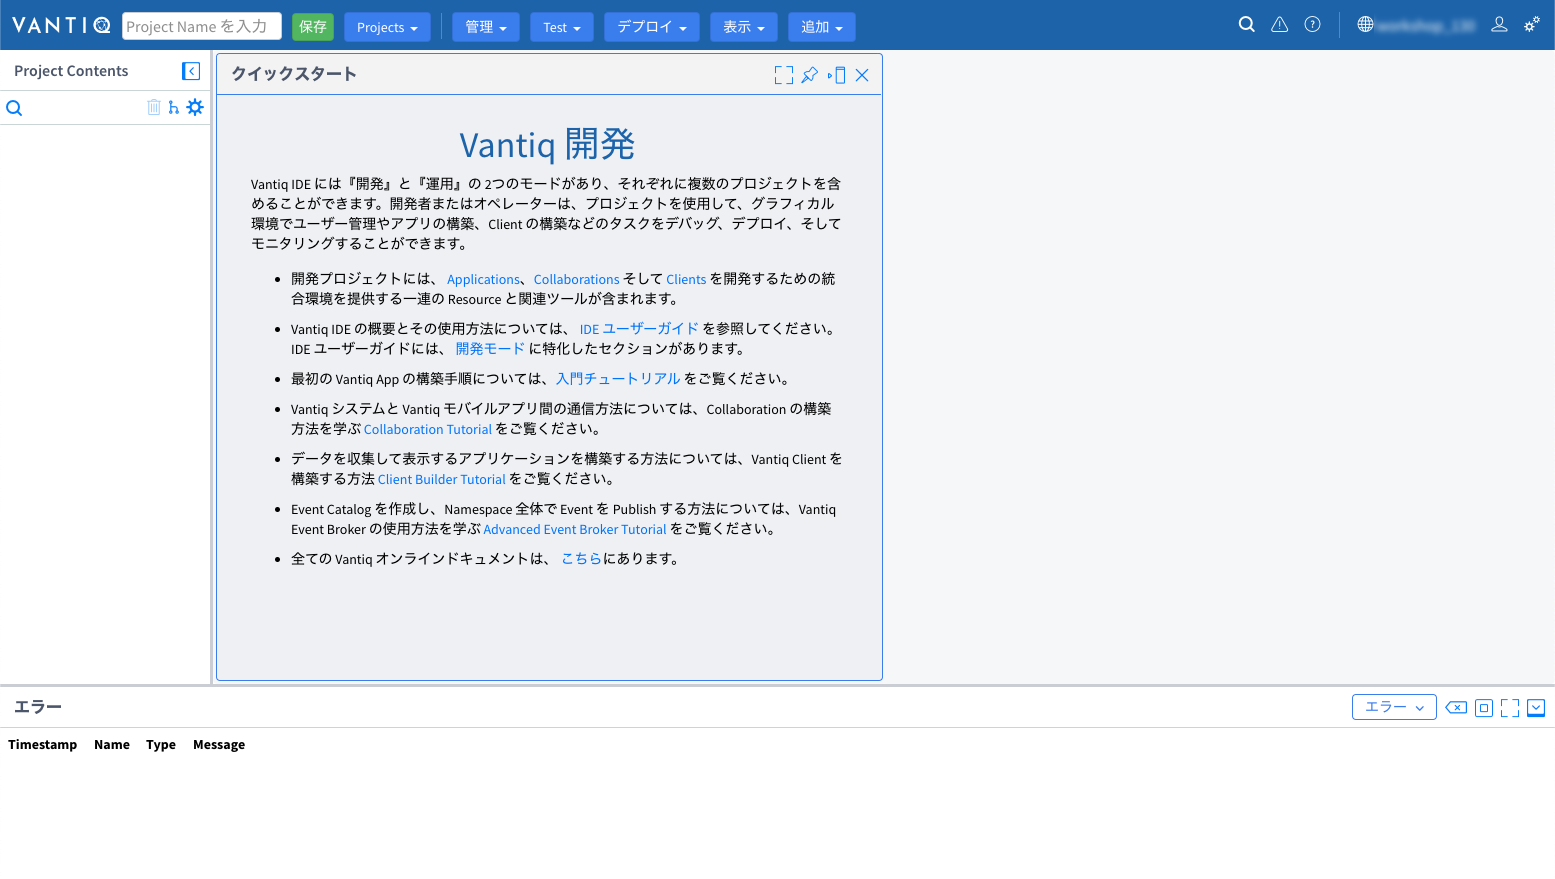 VANTIQ Project Name を入力 保存 Projects 管理 Test デプロイ 表示 追加
Project Contents
クイックスタート
Vantiq 開発
Vantiq IDE には『開発』と『運用』の 2つのモードがあり、それぞれに複数のプロジェクトを含
めることができます。開発者またはオペレーターは、プロジェクトを使用して、グラフィカル
環境でユーザー管理やアプリの構築、Client の構築などのタスクをデバッグ、デプロイ、そして
モニタリングすることができます。
開発プロジェクトには、 Applications、Collaborations そして Clients を開発するための統
合環境を提供する一連の Resource と関連ツールが含まれます。
Vantiq IDE の概要とその使用方法については、 IDE ユーザーガイド を参照してください。
IDE ユーザーガイドには、 開発モード に特化したセクションがあります。
最初の Vantiq App の構築手順については、入門チュートリアル をご覧ください。
Vantiq システムと Vantiq モバイルアプリ間の通信方法については、Collaboration の構築
方法を学ぶ Collaboration Tutorial をご覧ください。
データを収集して表示するアプリケーションを構築する方法については、Vantiq Client を
構築する方法 Client Builder Tutorial をご覧ください。
Event Catalog を作成し、Namespace 全体で Event を Publish する方法については、Vantiq
Event Broker の使用方法を学ぶ Advanced Event Broker Tutorial をご覧ください。
全ての Vantiq オンラインドキュメントは、 こちらにあります。
エラー エラー
Timestamp Name Type Message